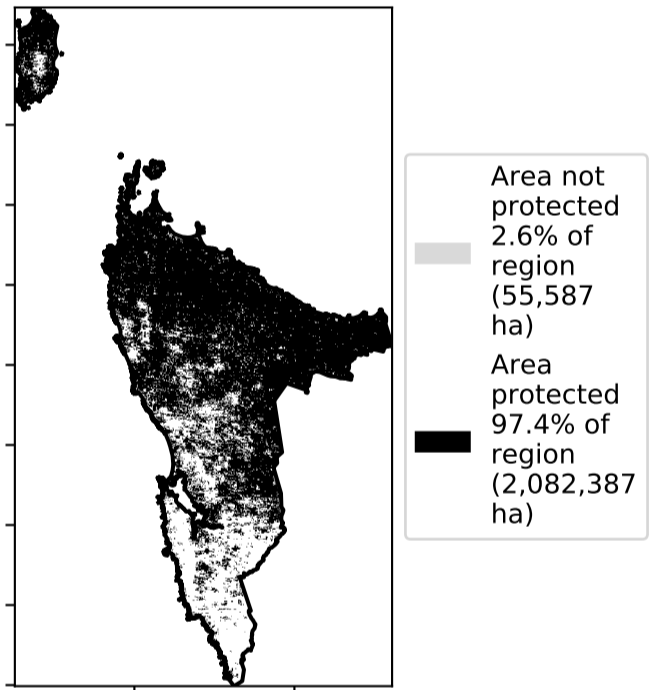 Area not
protected
2.6% of
region
(55,587
ha)
Area
protected
97.4% of
region
(2,082,387
ha)